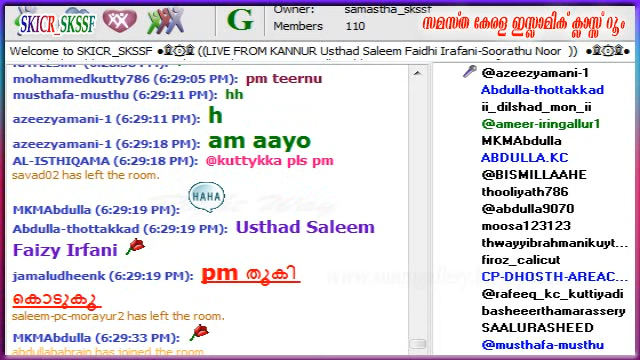 SKICR_SKSSF
G
Owner
samastha_skssf
Members
110
സമസ്ത കേരള ഇസ്ലാമിക് ക്ലാസ്സ് റൂം
Welcome to SKICR_SKSSF ((LIVE FROM KANNUR Usthad Saleem Faidhi Irafani-Soorathu Noor ))
mohammedkutty786 (6:29:05 PM): pm teernu
musthafa-musthu (6:29:11 PM): hh
azeezyamani-1 (6:29:11 PM): h
azeezyamani-1 (6:29:18 PM): am aayo
AL-ISTHIQAMA (6:29:18 PM): @kuttykka pls pm
savad02 has left the room.
HAHA
MKMAbdulla (6:29:19 PM):
Abdulla-thottakkad (6:29:19 PM): Usthad Saleem
Faizy Irfani
jamaludheenk (6:29:19 PM): pm തൂകി
കൊടുകൂ
saleem-pc-morayur2 has left the room.
MKMAbdulla (6:29:33 PM):
abdullabahrain has joined the room.
@azeezyamani-1
Abdulla-thottakkad
ii_dilshad_mon_ii
@ameer-iringallur1
MKMAbdulla
ABDULLA.KC
@BISMILLAAHE
thooliyath786
@abdulla9070
moosa123123
thwayyibrahmanikuyt...
firoz_calicut
CP-DHOSTH-AREAC...
@rafeeq_kc_kuttiyadi
basheeerthamarassery
SAALURASHEED
@musthafa-musthu